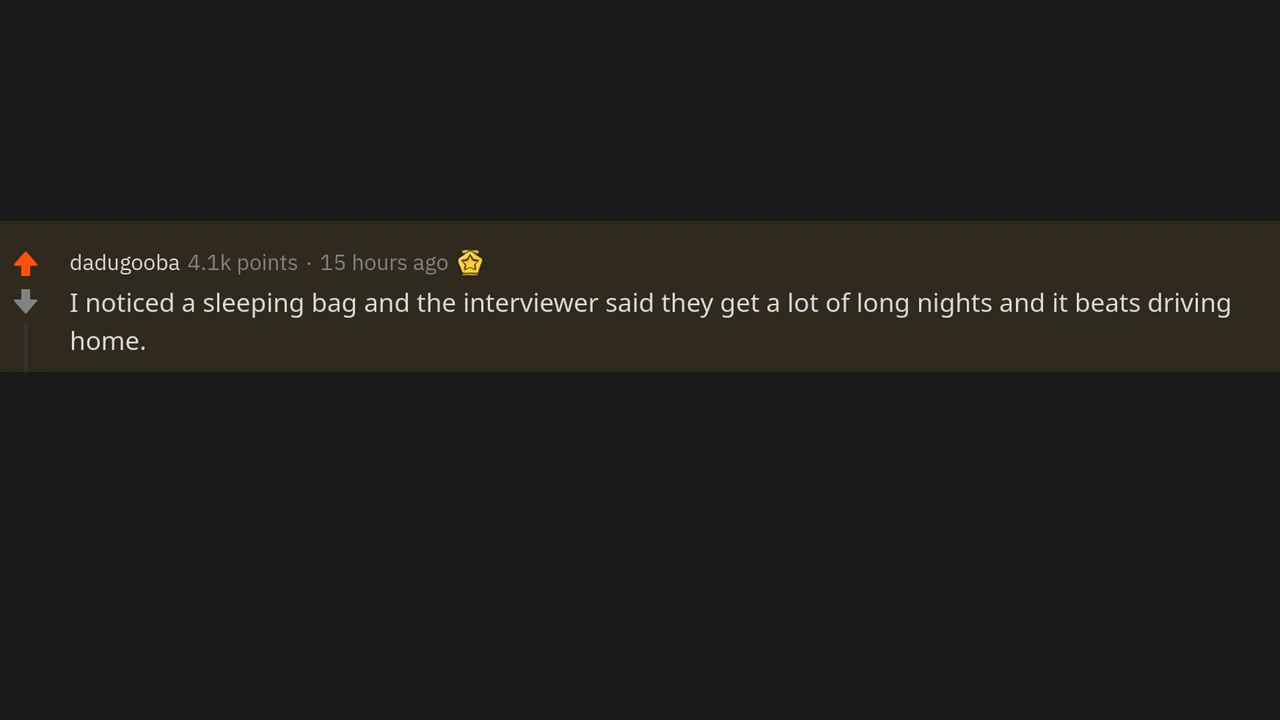 dadugooba 4.1k points · 15 hours ago
I noticed a sleeping bag and the interviewer said they get a lot of long nights and it beats driving
home.